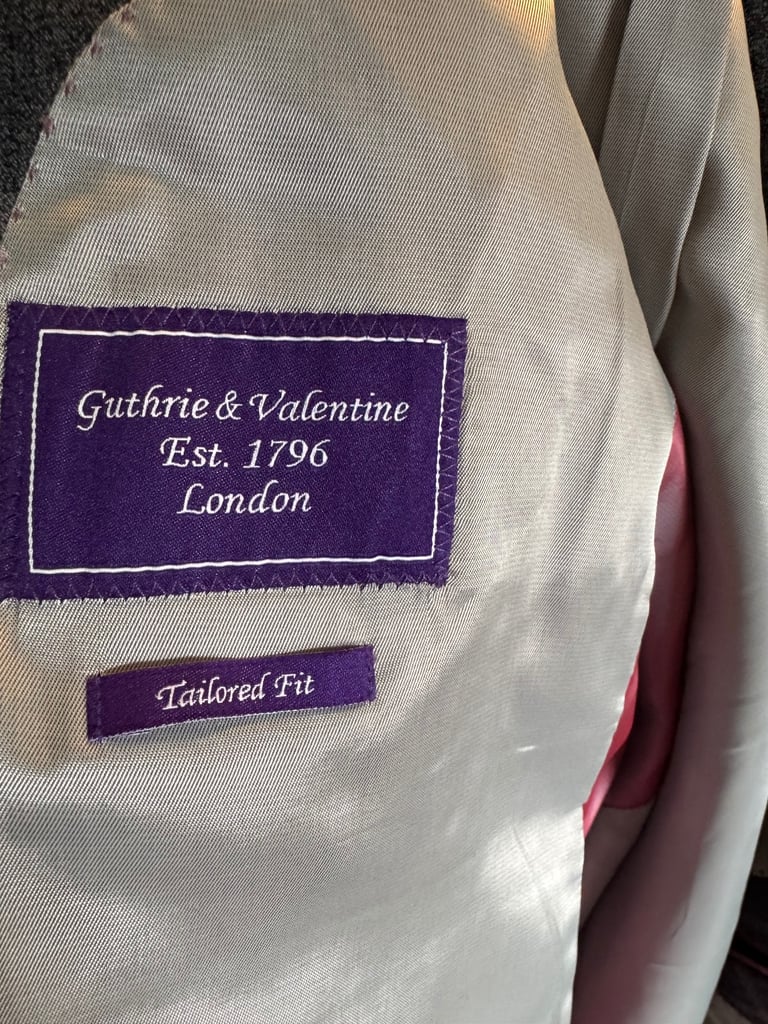 Guthrie & Valentine
Est. 1796
London
Tailored Fit